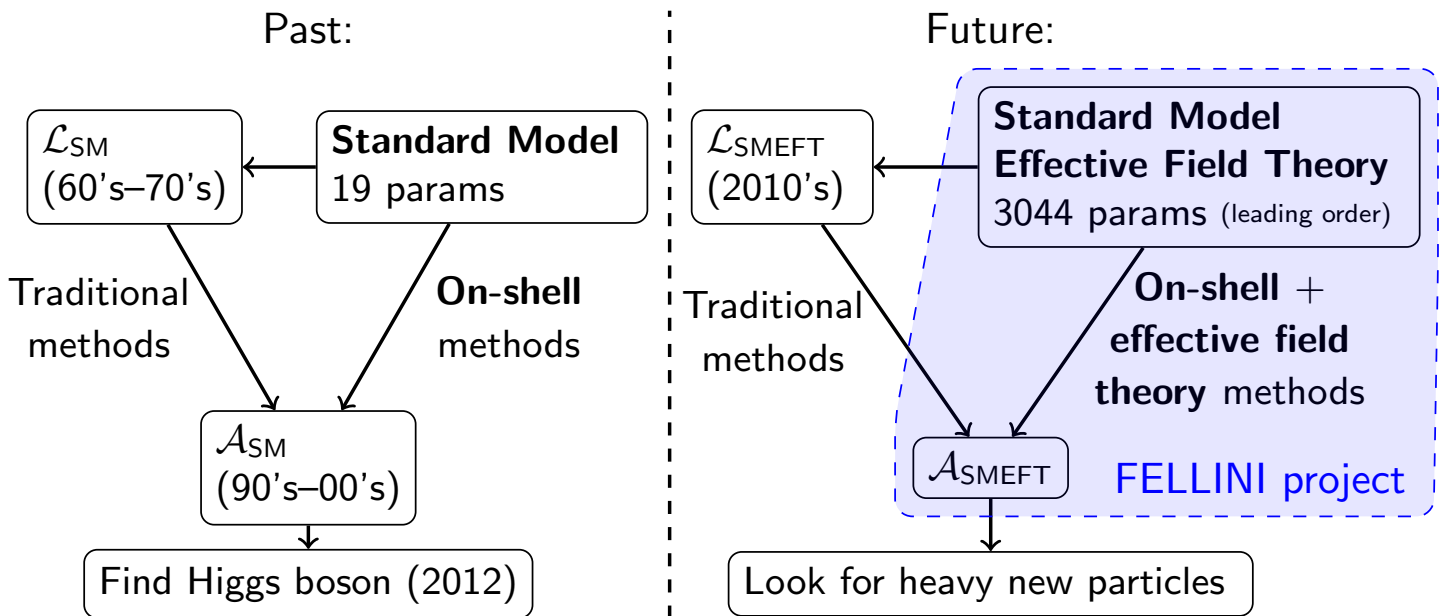 Past:
ℒSM
(60's–70's)
Standard Model
19 params
Traditional
methods
On-shell
methods
𝒜SM
(90's–00's)
Find Higgs boson (2012)
Future:
ℒSMEFT
(2010's)
Standard Model
Effective Field Theory
3044 params (leading order)
Traditional
methods
On-shell +
effective field
theory methods
𝒜SMEFT
FELLINI project
Look for heavy new particles